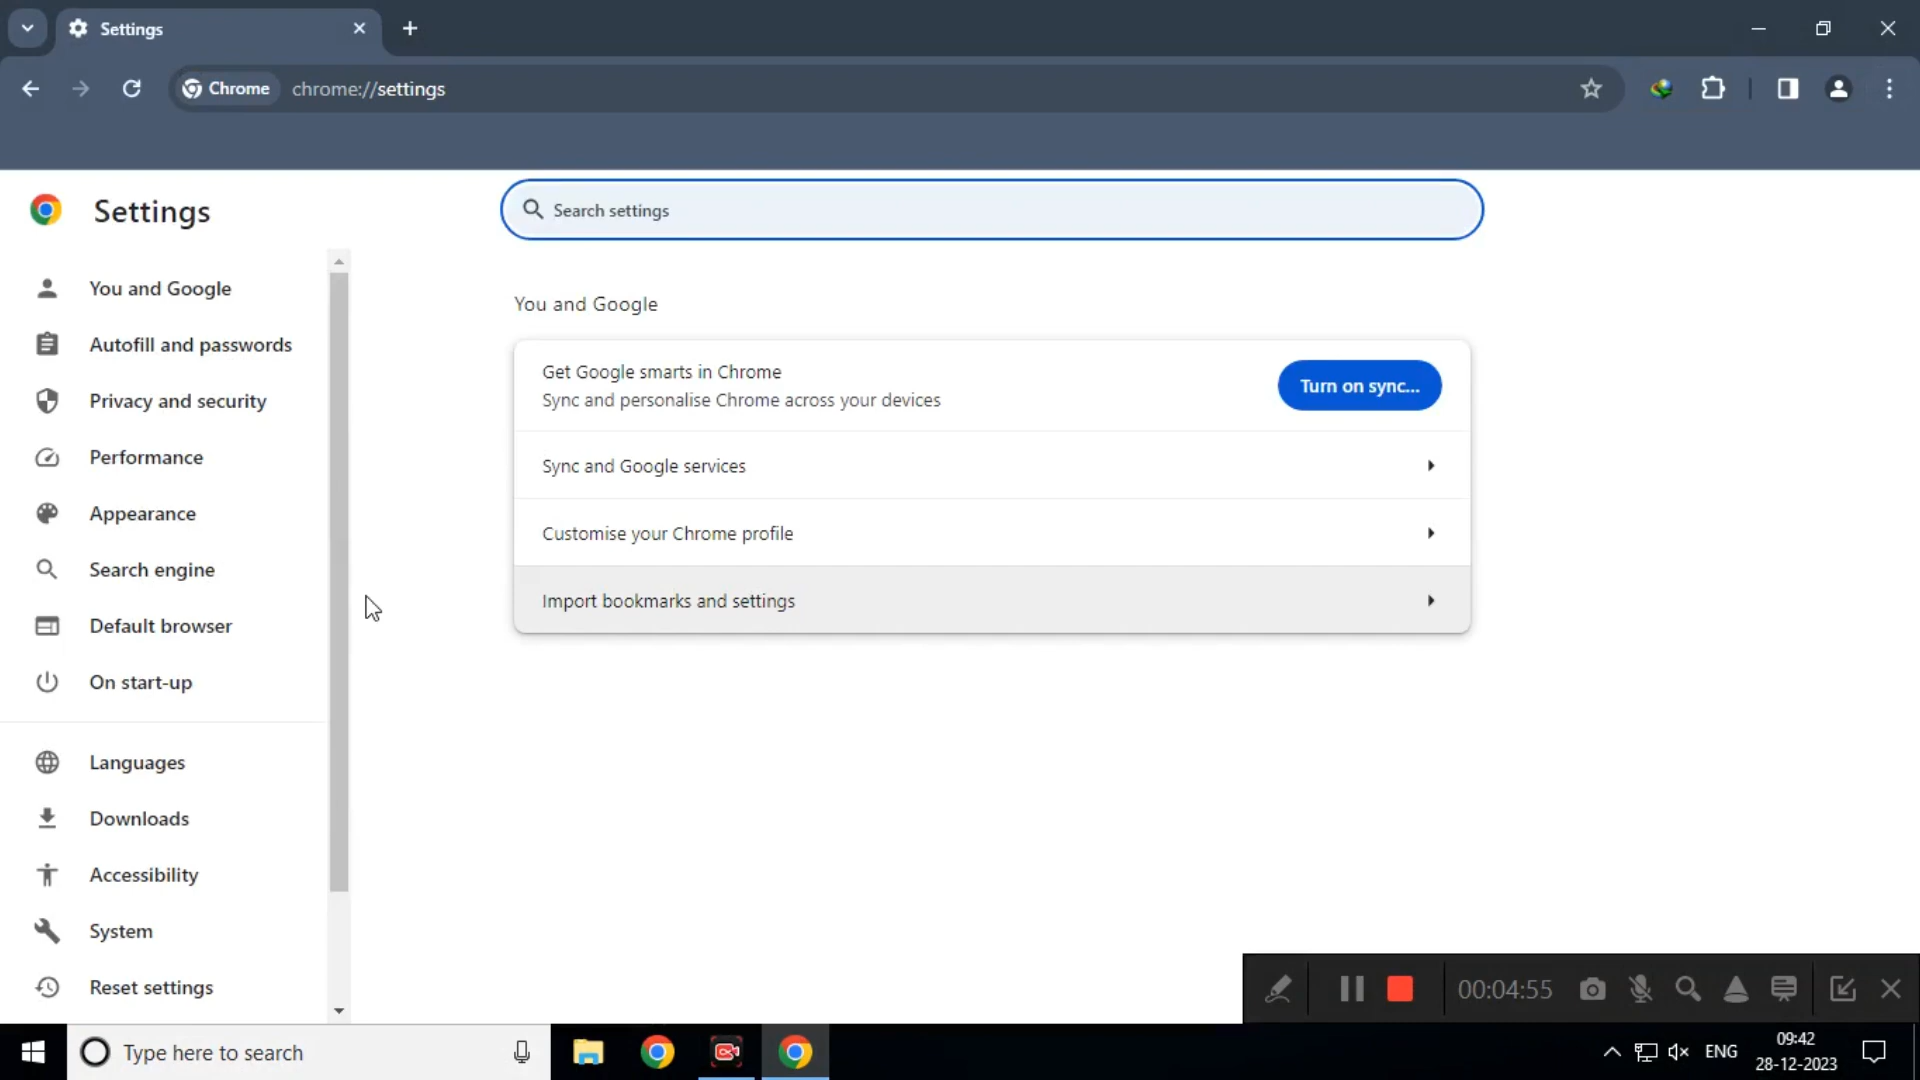 Settings
Chrome
chrome://settings
Settings
Search settings
You and Google
Autofill and passwords
Privacy and security
Performance
Appearance
Search engine
Default browser
On start-up
Languages
Downloads
Accessibility
System
Reset settings
You and Google
Get Google smarts in Chrome
Sync and personalise Chrome across your devices
Turn on sync...
Sync and Google services
Customise your Chrome profile
Import bookmarks and settings
00:04:55
Type here to search
ENG
09:42
28-12-2023